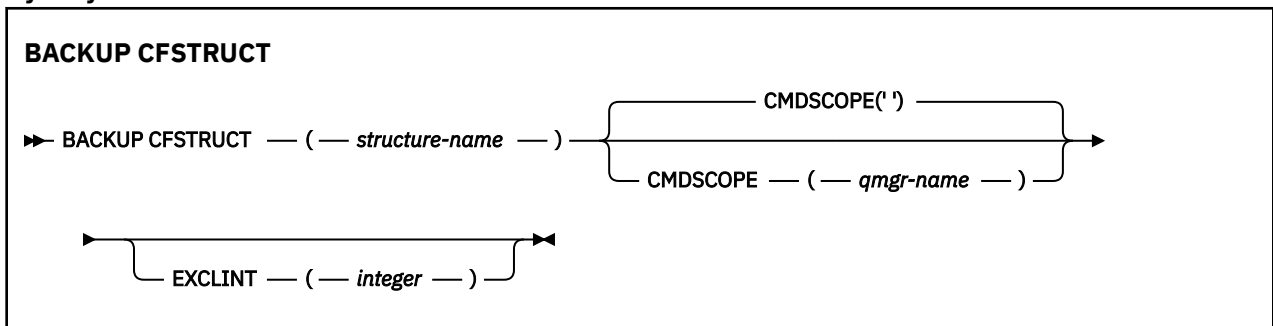 BACKUP CFSTRUCT
CMDSCOPE(' ')
BACKUP CFSTRUCT ( structure-name )
CMDSCOPE ( qmgr-name )
EXCLINT ( integer )